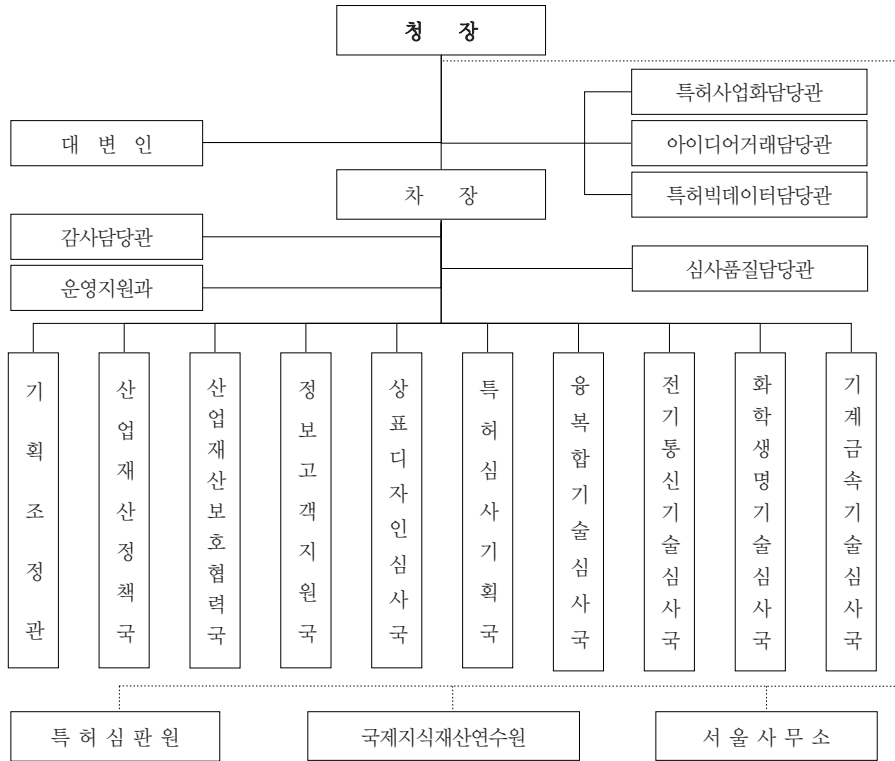 청 장
특허사업화담당관
대 변 인
아이디어거래담당관
차 장
특허빅데이터담당관
감사담당관
심사품질담당관
운영지원과
기획조정관
산업재산정책국
산업재산보호협력국
정보고객지원국
상표디자인심사국
특허심사기획국
융복합기술심사국
전기통신기술심사국
화학생명기술심사국
기계금속기술심사국
특 허 심 판 원
국제지식재산연수원
서 울 사 무 소